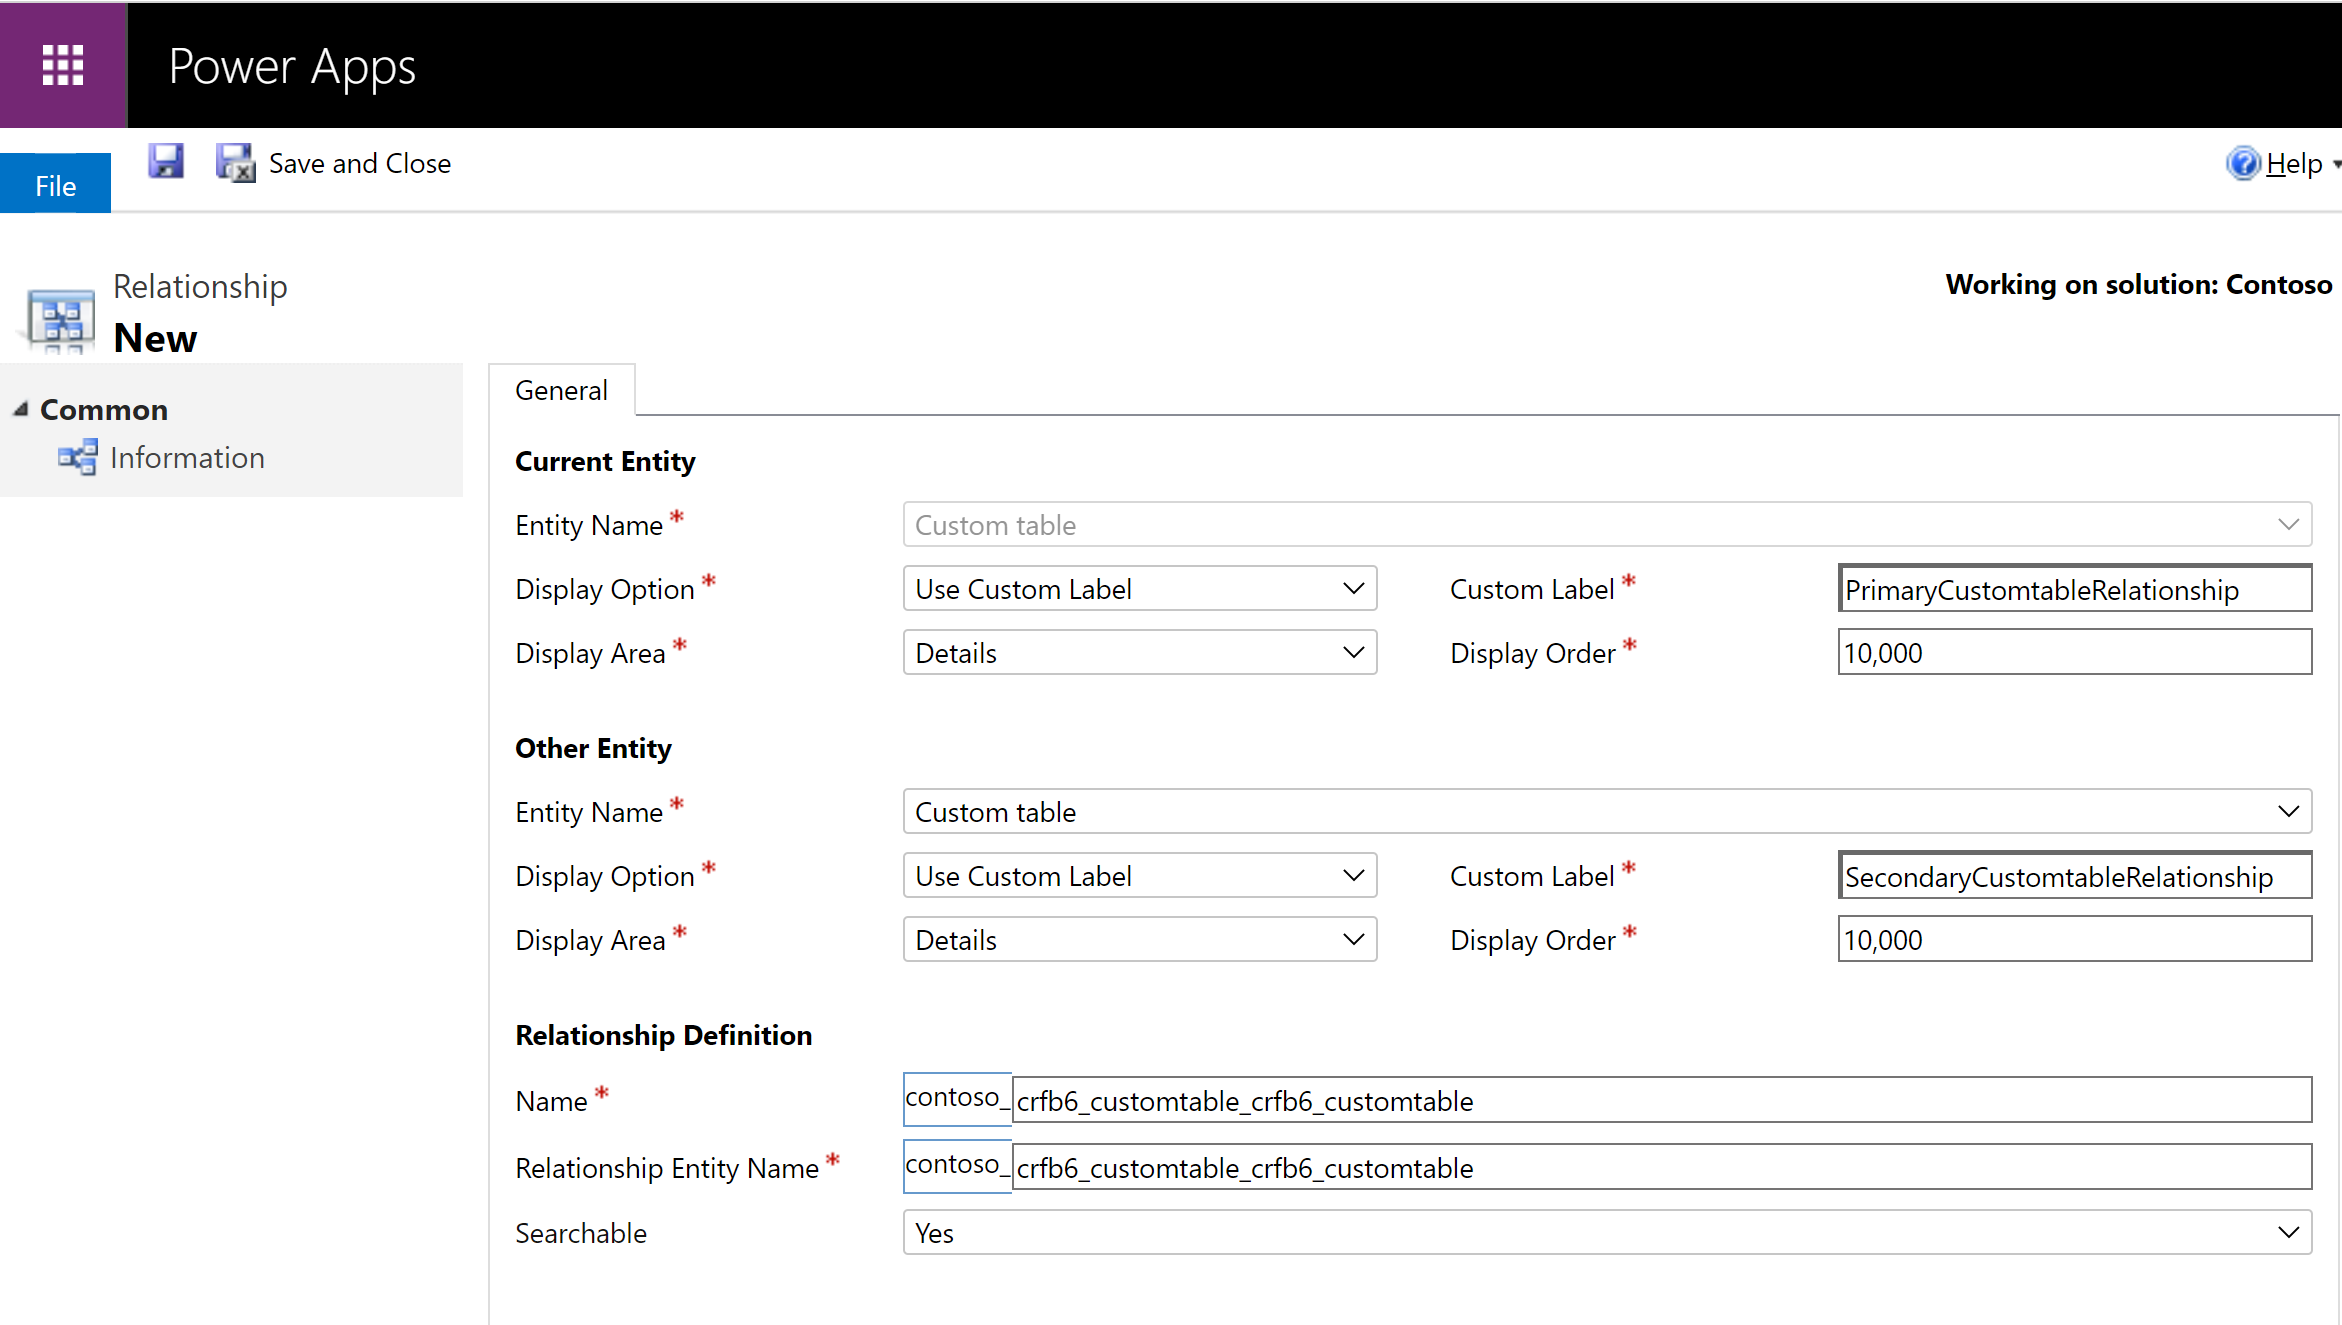 Power Apps
File
Save and Close
Help
Relationship
New
Working on solution: Contoso
Common
Information
General
Current Entity
Entity Name * Custom table
Display Option * Use Custom Label Custom Label * PrimaryCustomtableRelationship
Display Area * Details Display Order * 10,000
Other Entity
Entity Name * Custom table
Display Option * Use Custom Label Custom Label * SecondaryCustomtableRelationship
Display Area * Details Display Order * 10,000
Relationship Definition
Name * contoso_ crfb6_customtable_crfb6_customtable
Relationship Entity Name * contoso_ crfb6_customtable_crfb6_customtable
Searchable Yes